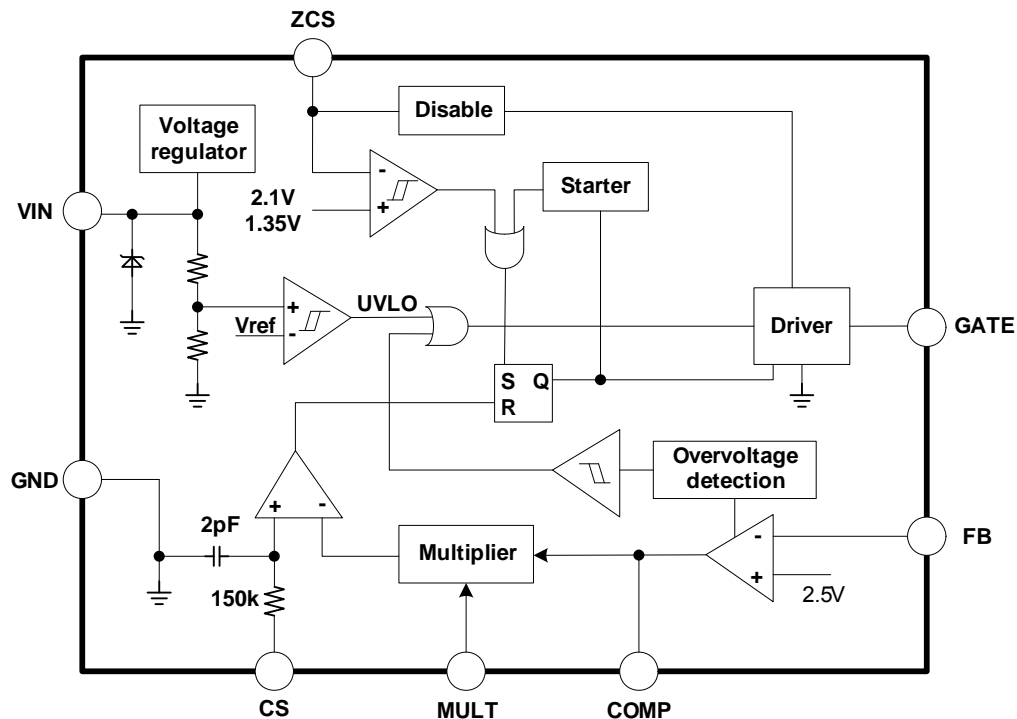 ZCS
Disable
Voltage
regulator
-
+
2.1V
1.35V
Starter
VIN
UVLO
+
-
Vref
Driver
GATE
S Q
R
GND
Overvoltage
detection
+ -
2pF
Multiplier
-
+
FB
2.5V
150k
CS
MULT
COMP